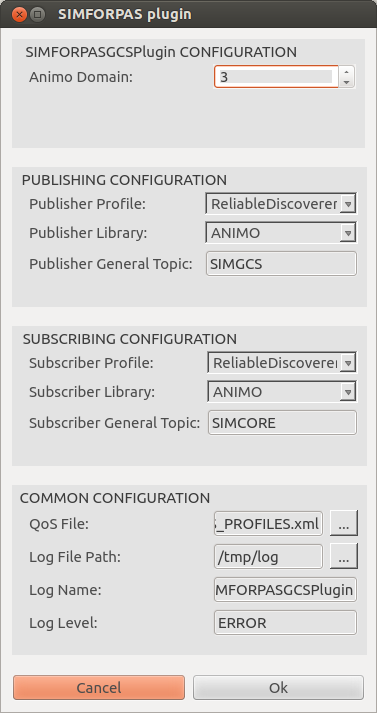 SIMFORPAS plugin
SIMFORPASGCSPlugin CONFIGURATION
Animo Domain: 3
PUBLISHING CONFIGURATION
Publisher Profile: ReliableDiscoverer
Publisher Library: ANIMO
Publisher General Topic: SIMGCS
SUBSCRIBING CONFIGURATION
Subscriber Profile: ReliableDiscoverer
Subscriber Library: ANIMO
Subscriber General Topic: SIMCORE
COMMON CONFIGURATION
QoS File: _PROFILES.xml ...
Log File Path: /tmp/log ...
Log Name: MFORPASGCSPlugin
Log Level: ERROR
Cancel Ok